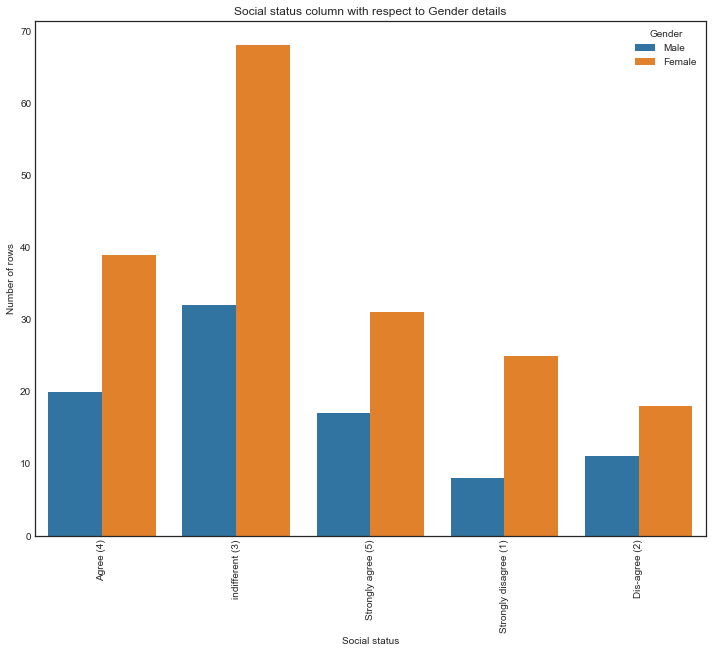 Social status column with respect to Gender details
Gender
Male
Female
Number of rows
70
60
50
40
30
20
10
0
Agree (4)
indifferent (3)
Strongly agree (5)
Strongly disagree (1)
Dis-agree (2)
Social status